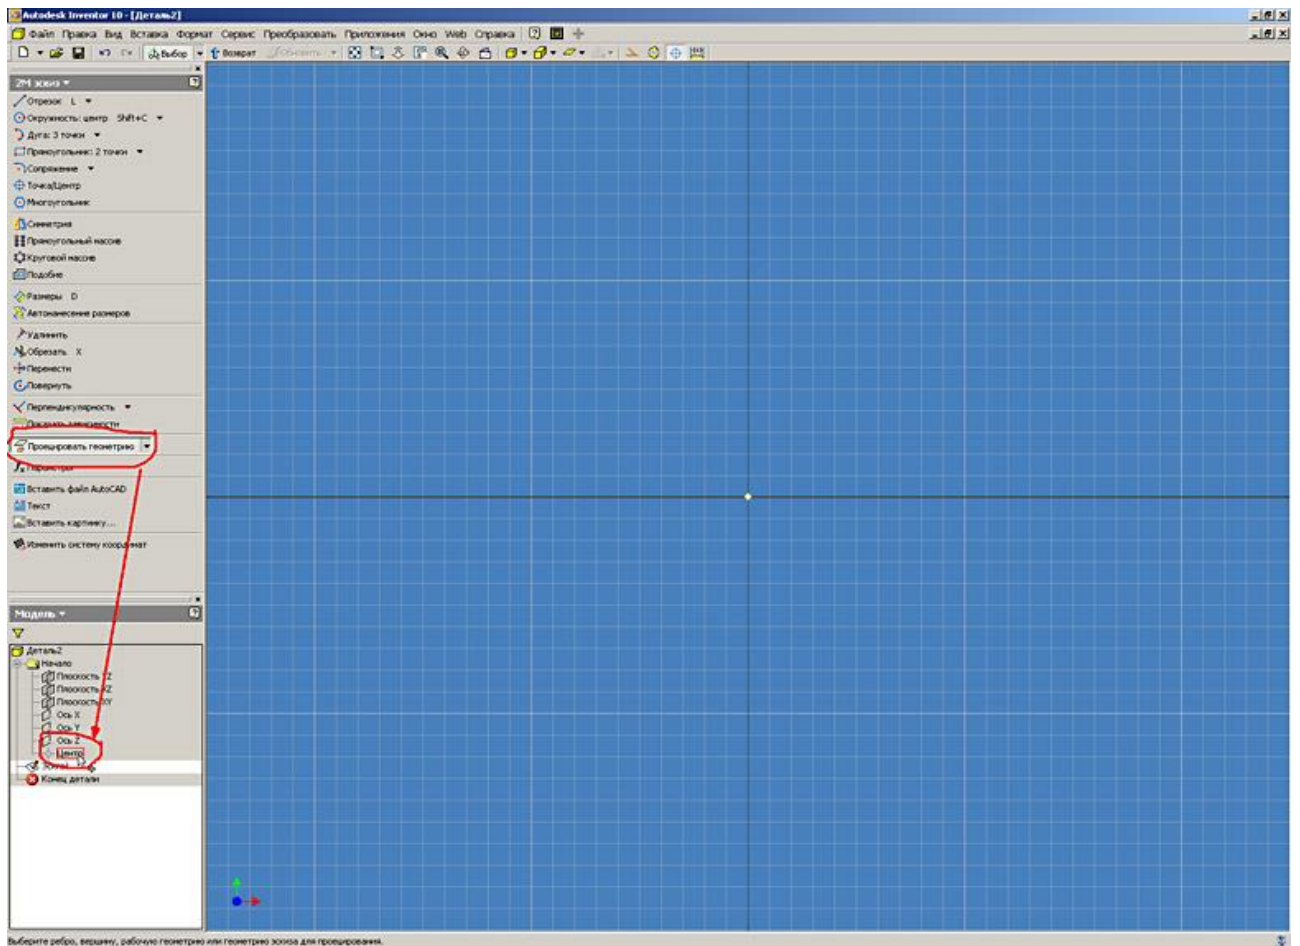 Autodesk Inventor 10 - [Деталь2]
Файл Правка Вид Вставка Формат Сервис Преобразовать Приложения Окно Web Справка
Выбор Возврат Обновить
2М эскиз
Отрезок L
Окружность: центр Shift+C
Дуга: 3 точки
Прямоугольник: 2 точки
Сопряжение
Точка/Центр
Многоугольник
Симметрия
Прямоугольный массив
Круговой массив
Подобие
Размеры D
Автонанесение размеров
Удлинить
Обрезать X
Перенести
Повернуть
Перпендикулярность
Показать зависимости
Проецировать геометрию
Параметры
Вставить файл AutoCAD
Текст
Вставить картинку...
Изменить систему координат
Модель
Деталь2
Начало
Плоскость YZ
Плоскость XZ
Плоскость XY
Ось X
Ось Y
Ось Z
Центр
Конец детали
Выберите ребро, вершину, рабочую геометрию или геометрию эскиза для проецирования.